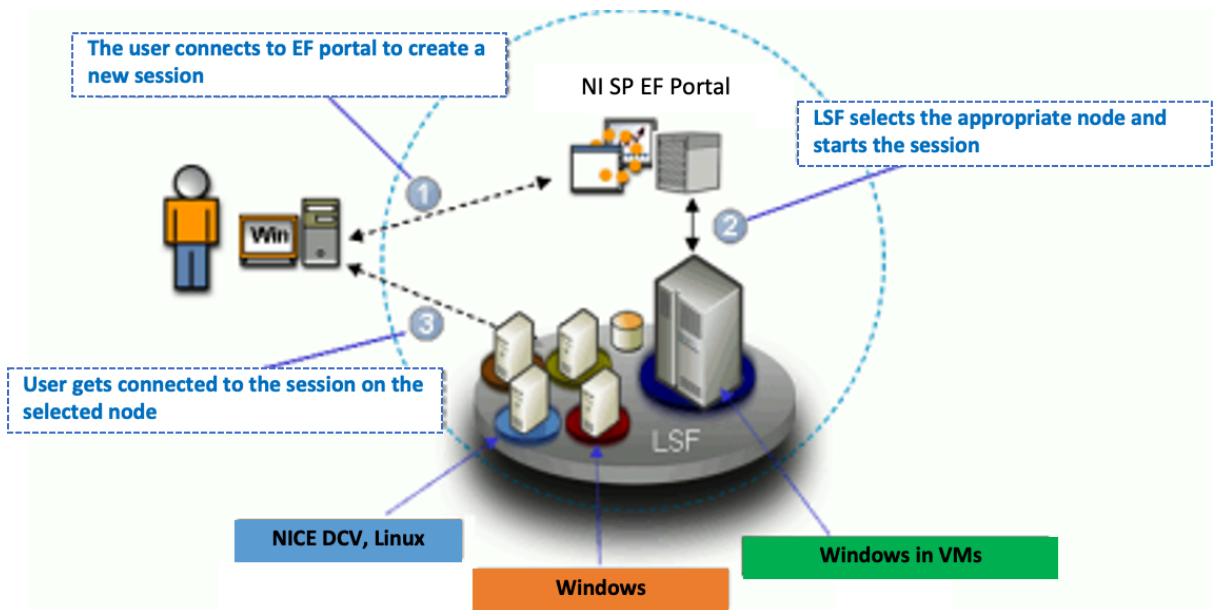 The user connects to EF portal to create a
new session
NI SP EF Portal
LSF selects the appropriate node and
starts the session
1
2
Win
3
User gets connected to the session on the
selected node
LSF
NICE DCV, Linux
Windows in VMs
Windows